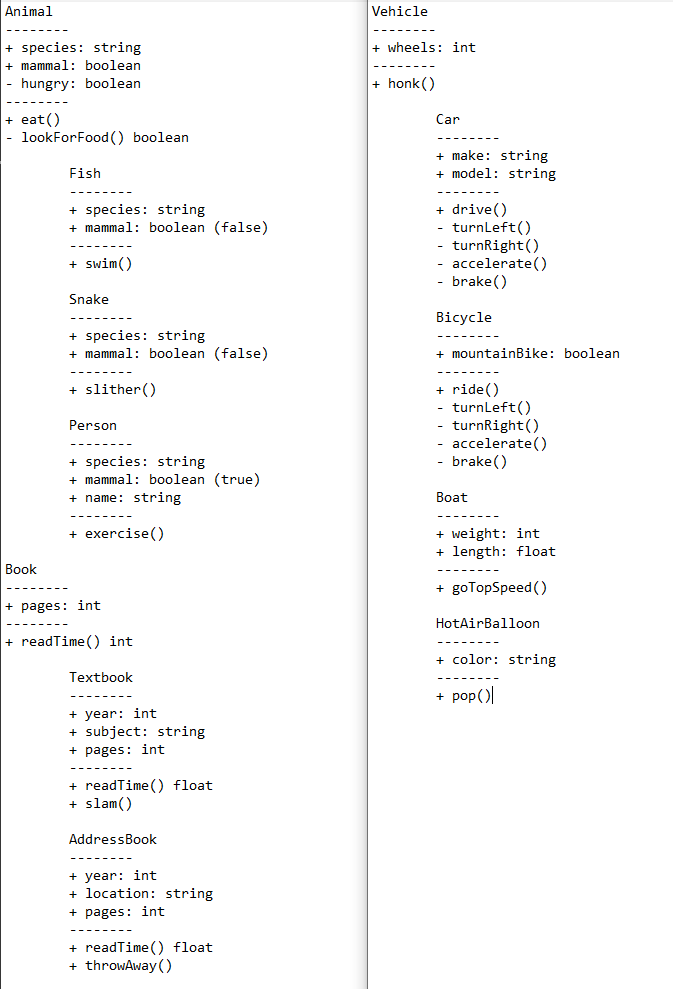 Animal
--------
+ species: string
+ mammal: boolean
- hungry: boolean
--------
+ eat()
- lookForFood() boolean
Fish
--------
+ species: string
+ mammal: boolean (false)
--------
+ swim()
Snake
--------
+ species: string
+ mammal: boolean (false)
--------
+ slither()
Person
--------
+ species: string
+ mammal: boolean (true)
+ name: string
--------
+ exercise()
Book
--------
+ pages: int
--------
+ readTime() int
Textbook
--------
+ year: int
+ subject: string
+ pages: int
--------
+ readTime() float
+ slam()
AddressBook
--------
+ year: int
+ location: string
+ pages: int
--------
+ readTime() float
+ throwAway()
Vehicle
--------
+ wheels: int
--------
+ honk()
Car
--------
+ make: string
+ model: string
--------
+ drive()
- turnLeft()
- turnRight()
- accelerate()
- brake()
Bicycle
--------
+ mountainBike: boolean
--------
+ ride()
- turnLeft()
- turnRight()
- accelerate()
- brake()
Boat
--------
+ weight: int
+ length: float
--------
+ goTopSpeed()
HotAirBalloon
--------
+ color: string
--------
+ pop()